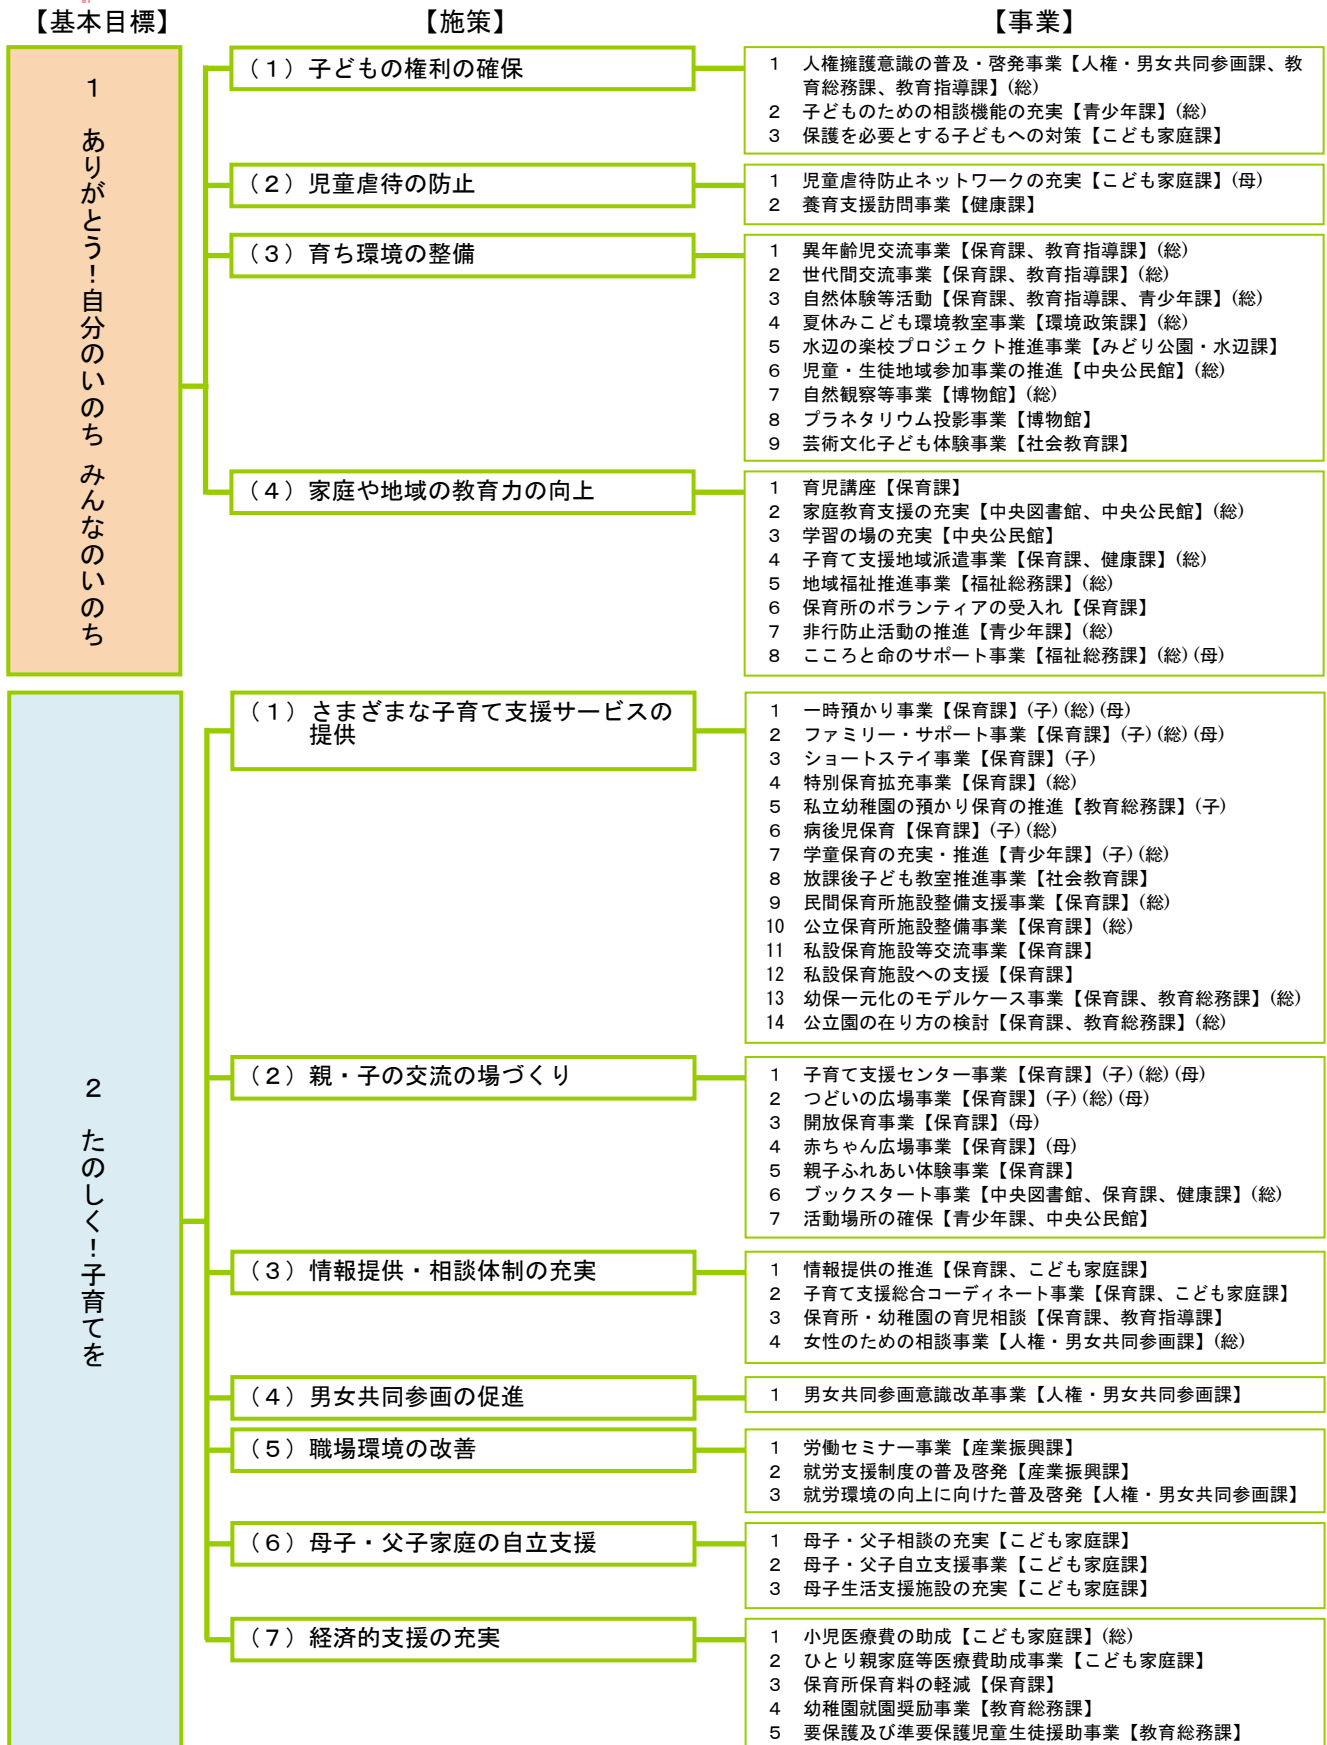 【基本目標】
【施策】
【事業】
1 ありがとう!自分のいのち みんなのいのち
(1)子どもの権利の確保
1 人権擁護意識の普及・啓発事業【人権・男女共同参画課、教
育総務課、教育指導課】(総)
2 子どものための相談機能の充実【青少年課】(総)
3 保護を必要とする子どもへの対策【こども家庭課】
(2)児童虐待の防止
1 児童虐待防止ネットワークの充実【こども家庭課】(母)
2 養育支援訪問事業【健康課】
(3)育ち環境の整備
1 異年齢児交流事業【保育課、教育指導課】(総)
2 世代間交流事業【保育課、教育指導課】(総)
3 自然体験等活動【保育課、教育指導課、青少年課】(総)
4 夏休みこども環境教室事業【環境政策課】(総)
5 水辺の楽校プロジェクト推進事業【みどり公園・水辺課】
6 児童・生徒地域参加事業の推進【中央公民館】(総)
7 自然観察等事業【博物館】(総)
8 プラネタリウム投影事業【博物館】
9 芸術文化子ども体験事業【社会教育課】
(4)家庭や地域の教育力の向上
1 育児講座【保育課】
2 家庭教育支援の充実【中央図書館、中央公民館】(総)
3 学習の場の充実【中央公民館】
4 子育て支援地域派遣事業【保育課、健康課】(総)
5 地域福祉推進事業【福祉総務課】(総)
6 保育所のボランティアの受入れ【保育課】
7 非行防止活動の推進【青少年課】(総)
8 こころと命のサポート事業【福祉総務課】(総)(母)
2 たのしく!子育てを
(1)さまざまな子育て支援サービスの
提供
1 一時預かり事業【保育課】(子)(総)(母)
2 ファミリー・サポート事業【保育課】(子)(総)(母)
3 ショートステイ事業【保育課】(子)
4 特別保育拡充事業【保育課】(総)
5 私立幼稚園の預かり保育の推進【教育総務課】(子)
6 病後児保育【保育課】(子)(総)
7 学童保育の充実・推進【青少年課】(子)(総)
8 放課後子ども教室推進事業【社会教育課】
9 民間保育所施設整備支援事業【保育課】(総)
10 公立保育所施設整備事業【保育課】(総)
11 私設保育施設等交流事業【保育課】
12 私設保育施設への支援【保育課】
13 幼保一元化のモデルケース事業【保育課、教育総務課】(総)
14 公立園の在り方の検討【保育課、教育総務課】(総)
(2)親・子の交流の場づくり
1 子育て支援センター事業【保育課】(子)(総)(母)
2 つどいの広場事業【保育課】(子)(総)(母)
3 開放保育事業【保育課】(母)
4 赤ちゃん広場事業【保育課】(母)
5 親子ふれあい体験事業【保育課】
6 ブックスタート事業【中央図書館、保育課、健康課】(総)
7 活動場所の確保【青少年課、中央公民館】
(3)情報提供・相談体制の充実
1 情報提供の推進【保育課、こども家庭課】
2 子育て支援総合コーディネート事業【保育課、こども家庭課】
3 保育所・幼稚園の育児相談【保育課、教育指導課】
4 女性のための相談事業【人権・男女共同参画課】(総)
(4)男女共同参画の促進
1 男女共同参画意識改革事業【人権・男女共同参画課】
(5)職場環境の改善
1 労働セミナー事業【産業振興課】
2 就労支援制度の普及啓発【産業振興課】
3 就労環境の向上に向けた普及啓発【人権・男女共同参画課】
(6)母子・父子家庭の自立支援
1 母子・父子相談の充実【こども家庭課】
2 母子・父子自立支援事業【こども家庭課】
3 母子生活支援施設の充実【こども家庭課】
(7)経済的支援の充実
1 小児医療費の助成【こども家庭課】(総)
2 ひとり親家庭等医療費助成事業【こども家庭課】
3 保育所保育料の軽減【保育課】
4 幼稚園就園奨励事業【教育総務課】
5 要保護及び準要保護児童生徒援助事業【教育総務課】